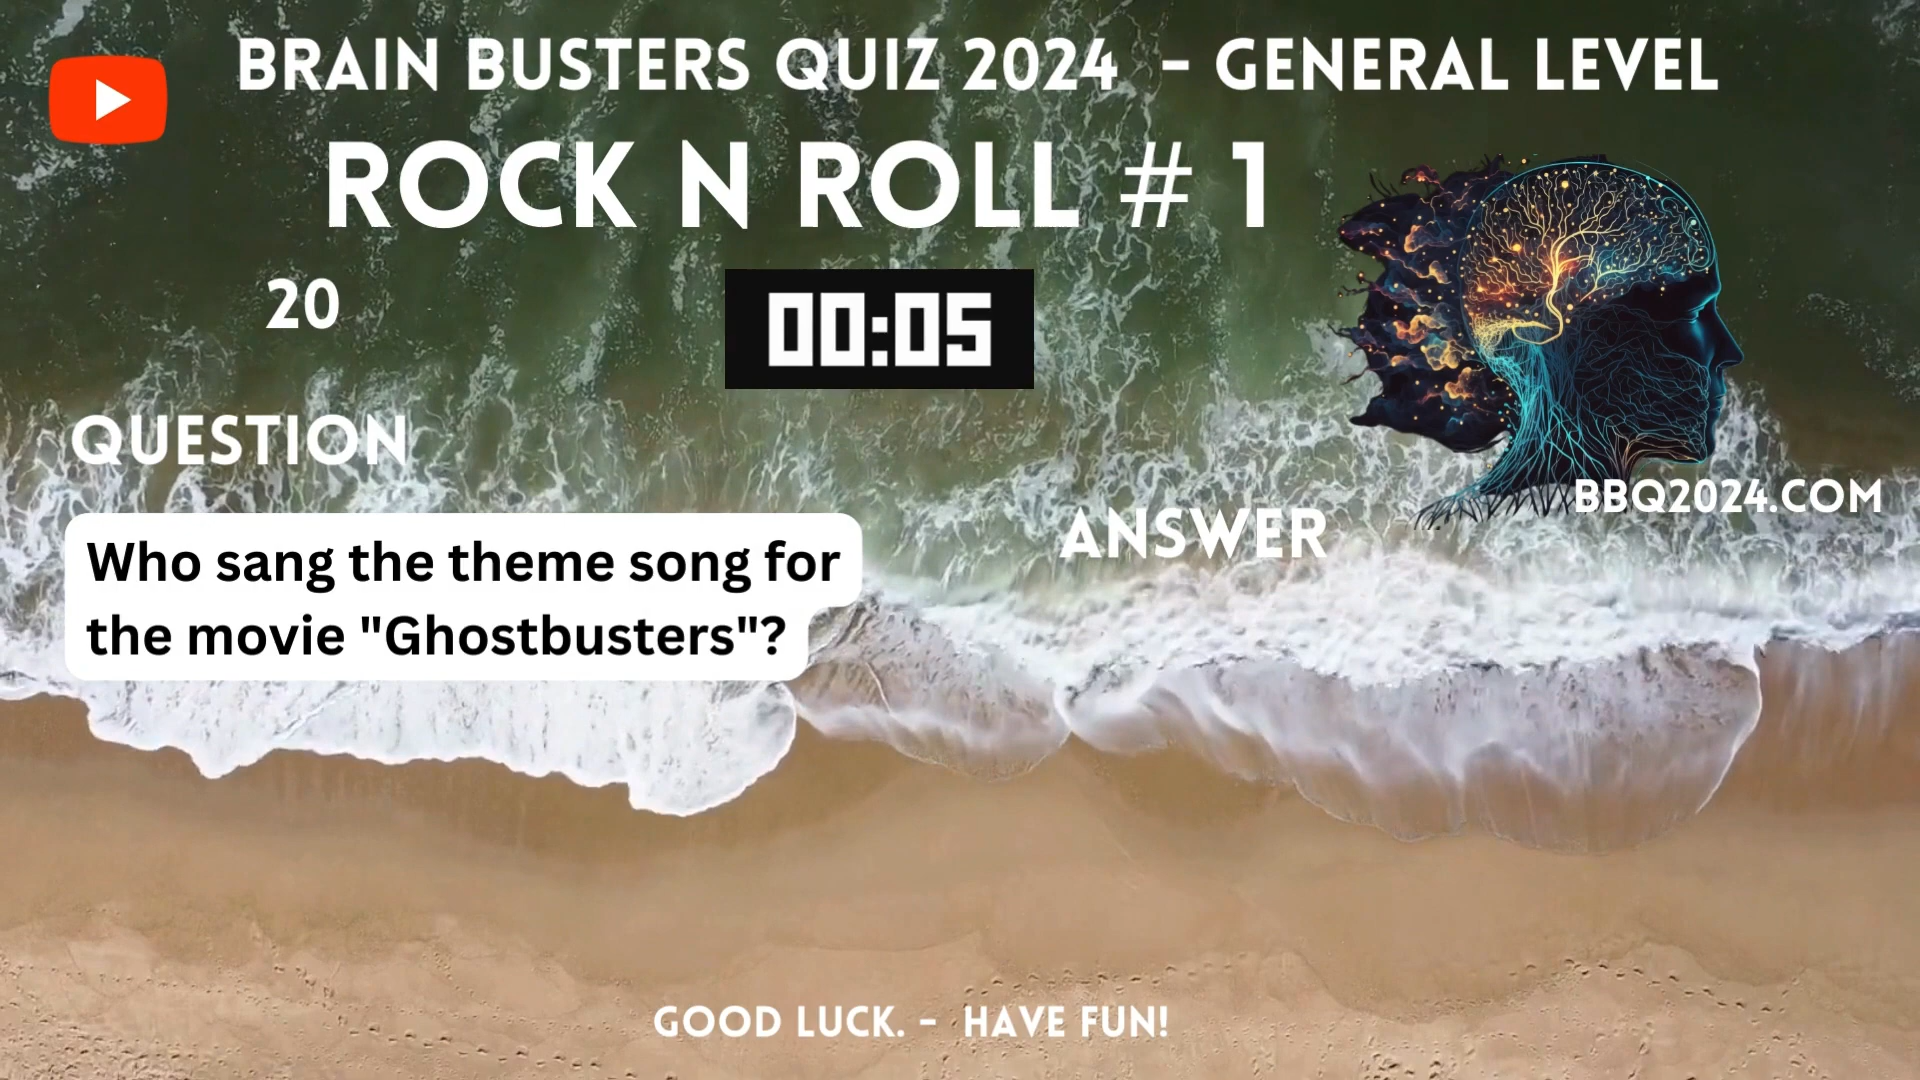 BRAIN BUSTERS QUIZ 2024 - GENERAL LEVEL
ROCK N ROLL # 1
20
00:05
QUESTION
Who sang the theme song for
the movie "Ghostbusters"?
ANSWER
BBQ2024.COM
GOOD LUCK. - HAVE FUN!